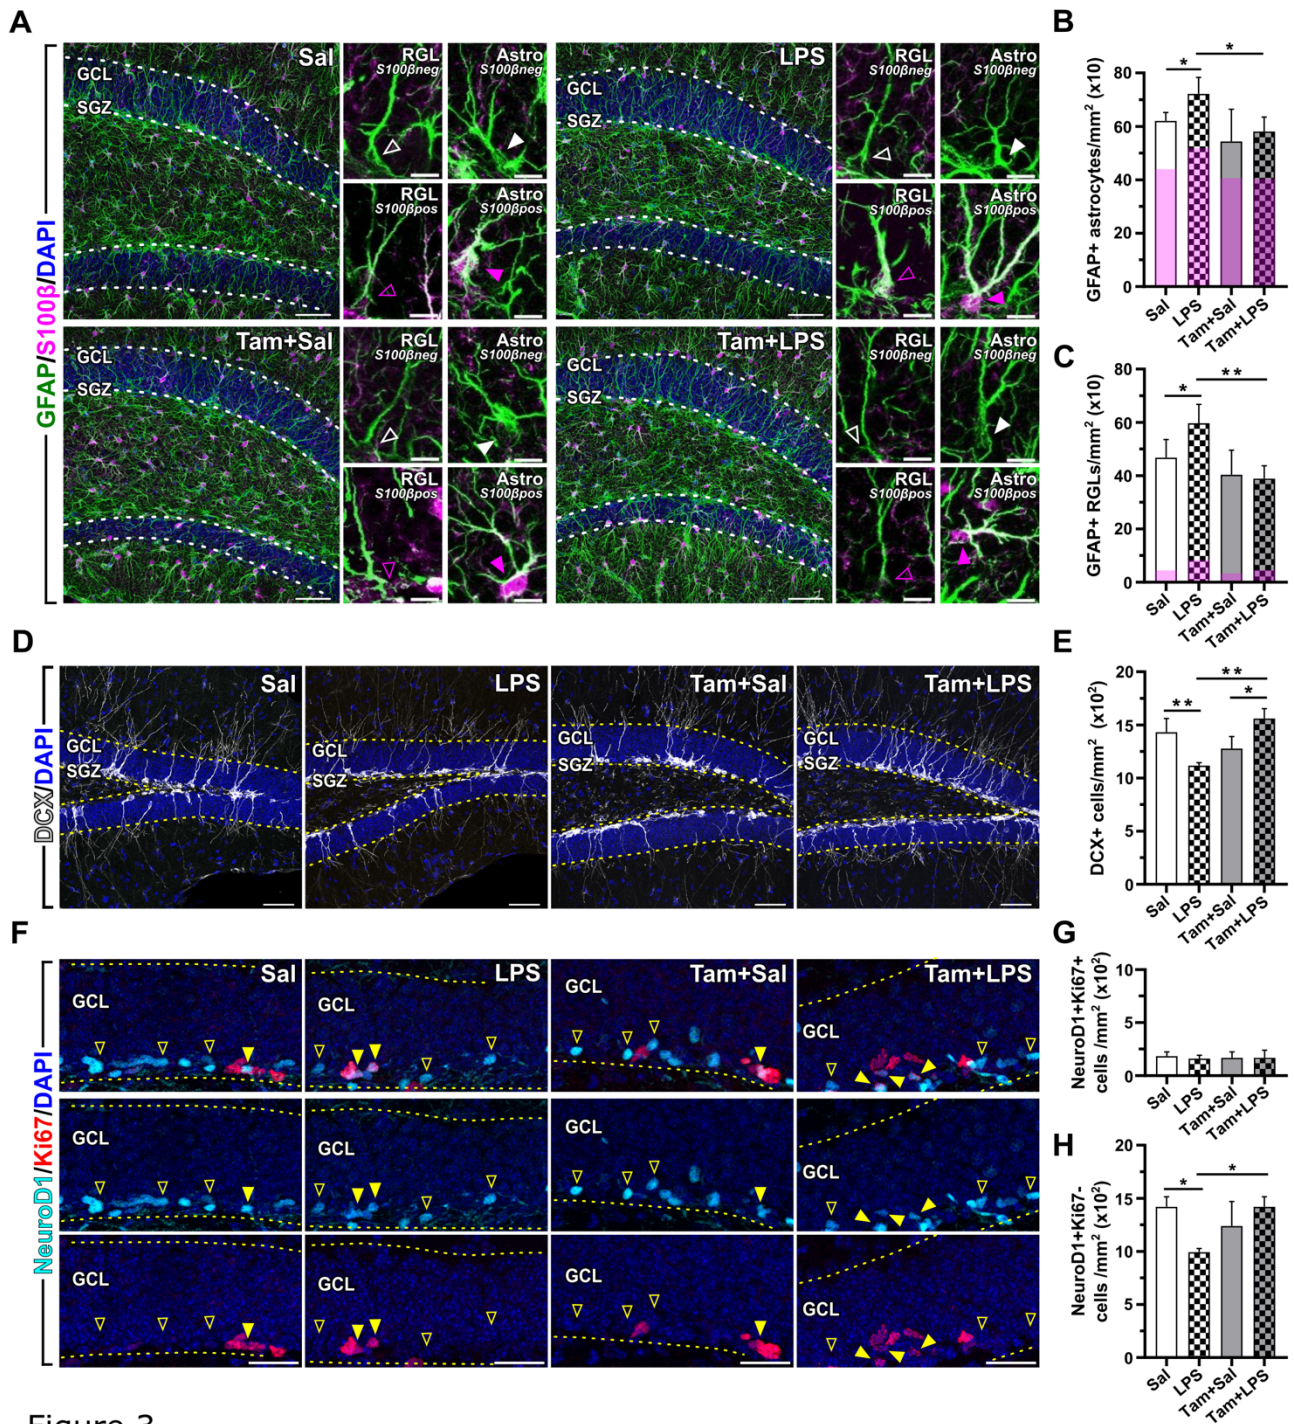 A
GFAP/S100β/DAPI
Sal
GCL
SGZ
RGL
S100βneg
Astro
S100βneg
RGL
S100βpos
Astro
S100βpos
LPS
GCL
SGZ
RGL
S100βneg
Astro
S100βneg
RGL
S100βpos
Astro
S100βpos
Tam+Sal
GCL
SGZ
RGL
S100βneg
Astro
S100βneg
RGL
S100βpos
Astro
S100βpos
Tam+LPS
GCL
SGZ
RGL
S100βneg
Astro
S100βneg
RGL
S100βpos
Astro
S100βpos
B
GFAP+ astrocytes/mm² (x10)
80
60
40
20
0
* *
Sal
LPS
Tam+Sal
Tam+LPS
C
GFAP+ RGLs/mm² (x10)
80
60
40
20
0
* **
Sal
LPS
Tam+Sal
Tam+LPS
D
DCX/DAPI
Sal
GCL
SGZ
LPS
GCL
SGZ
Tam+Sal
GCL
SGZ
Tam+LPS
GCL
SGZ
E
DCX+ cells/mm² (x10²)
20
15
10
5
0
**
** *
Sal
LPS
Tam+Sal
Tam+LPS
F
NeuroD1/Ki67/DAPI
Sal
GCL
LPS
GCL
Tam+Sal
GCL
Tam+LPS
GCL
GCL
GCL
GCL
GCL
GCL
GCL
GCL
GCL
G
NeuroD1+Ki67+
cells /mm² (x10²)
10
5
0
Sal
LPS
Tam+Sal
Tam+LPS
H
NeuroD1+Ki67-
cells /mm² (x10²)
20
15
10
5
0
* *
Sal
LPS
Tam+Sal
Tam+LPS
Figure 3